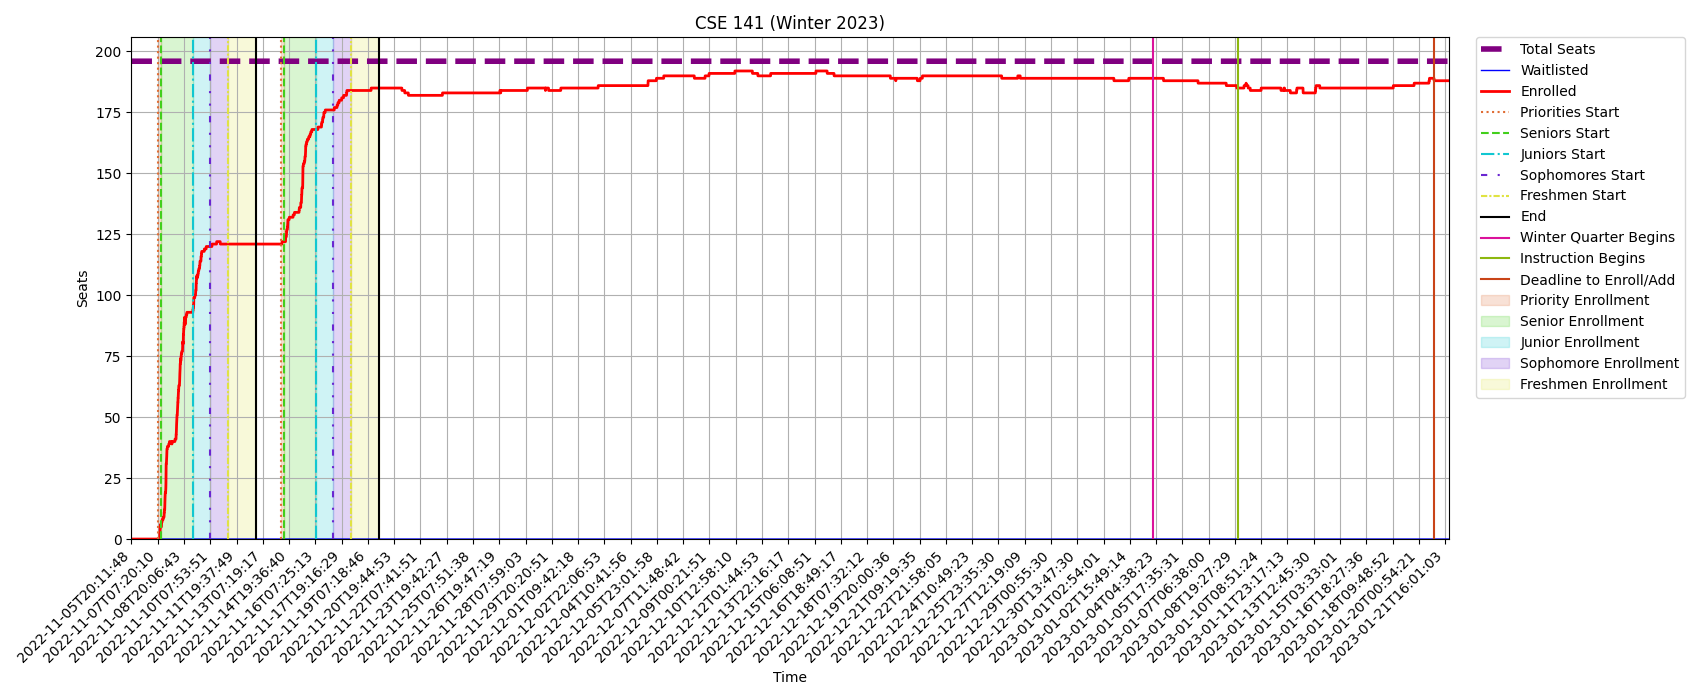 CSE 141 (Winter 2023)
Seats
200
175
150
125
100
75
50
25
0
2022-11-05T20:11:48
2022-11-07T07:20:10
2022-11-08T20:06:43
2022-11-10T07:53:51
2022-11-11T19:37:49
2022-11-13T07:19:17
2022-11-14T19:36:40
2022-11-16T07:25:13
2022-11-17T19:16:29
2022-11-19T07:18:46
2022-11-20T19:44:53
2022-11-22T07:41:51
2022-11-23T19:42:27
2022-11-25T07:51:38
2022-11-26T19:47:19
2022-11-28T07:59:03
2022-11-29T20:20:51
2022-12-01T09:42:18
2022-12-02T22:06:53
2022-12-04T10:41:56
2022-12-05T23:01:58
2022-12-07T11:48:42
2022-12-09T00:21:51
2022-12-10T12:58:10
2022-12-12T01:44:53
2022-12-13T22:16:17
2022-12-15T06:08:51
2022-12-16T18:49:17
2022-12-18T07:32:12
2022-12-19T20:00:36
2022-12-21T09:19:35
2022-12-22T21:58:05
2022-12-24T10:49:23
2022-12-25T23:35:30
2022-12-27T12:19:09
2022-12-29T00:55:30
2022-12-30T13:47:30
2023-01-01T02:54:01
2023-01-02T15:49:14
2023-01-04T04:38:23
2023-01-05T17:35:31
2023-01-07T06:38:00
2023-01-08T19:27:29
2023-01-10T08:51:24
2023-01-11T23:17:13
2023-01-13T12:45:30
2023-01-15T03:33:01
2023-01-16T18:27:36
2023-01-18T09:48:52
2023-01-20T00:54:21
2023-01-21T16:01:03
Time
Total Seats
Waitlisted
Enrolled
Priorities Start
Seniors Start
Juniors Start
Sophomores Start
Freshmen Start
End
Winter Quarter Begins
Instruction Begins
Deadline to Enroll/Add
Priority Enrollment
Senior Enrollment
Junior Enrollment
Sophomore Enrollment
Freshmen Enrollment